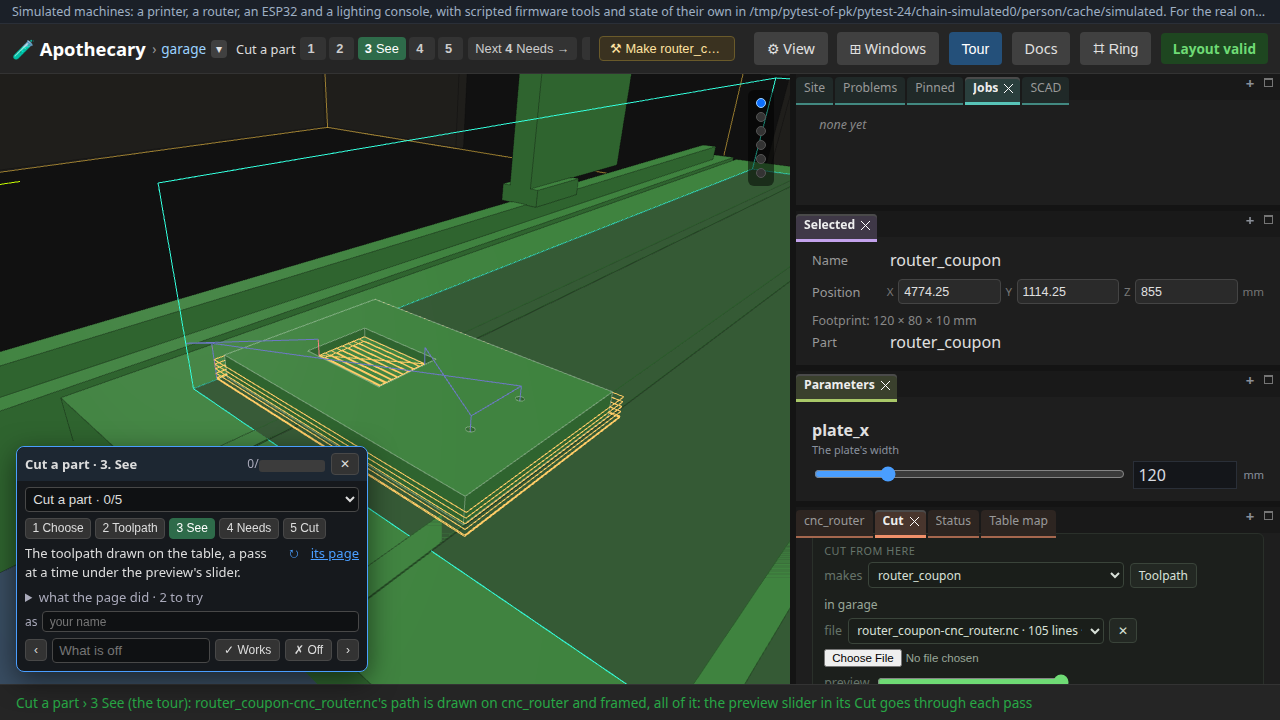 Simulated machines: a printer, a router, an ESP32 and a lighting console, with scripted firmware tools and state of their own in /tmp/pytest-of-pk/pytest-24/chain-simulated0/person/cache/simulated. For the real on...
Apothecary › garage ▾ Cut a part 1 2 3 See 4 5 Next 4 Needs → ⚒ Make router_c... ⚙ View ⊞ Windows Tour Docs ⌗ Ring Layout valid
Site Problems Pinned Jobs Table SCAD
none yet
Selected
Name router_coupon
Position X 4774.25 Y 1114.25 Z 855 mm
Footprint: 120 × 80 × 10 mm
Part router_coupon
Parameters
plate_x
The plate's width
120 mm
cnc_router Cut Status Table map
CUT FROM HERE
makes router_coupon Toolpath
in garage
file router_coupon-cnc_router.nc · 105 lines ✕
Choose File No file chosen
preview
Cut a part · 3. See 0/ ✕
Cut a part · 0/5
1 Choose 2 Toolpath 3 See 4 Needs 5 Cut
The toolpath drawn on the table, a pass ↻ its page
at a time under the preview's slider.
▶ what the page did · 2 to try
as your name
‹ What is off ✓ Works ✗ Off ›
Cut a part › 3 See (the tour): router_coupon-cnc_router.nc's path is drawn on cnc_router and framed, all of it: the preview slider in its Cut goes through each pass